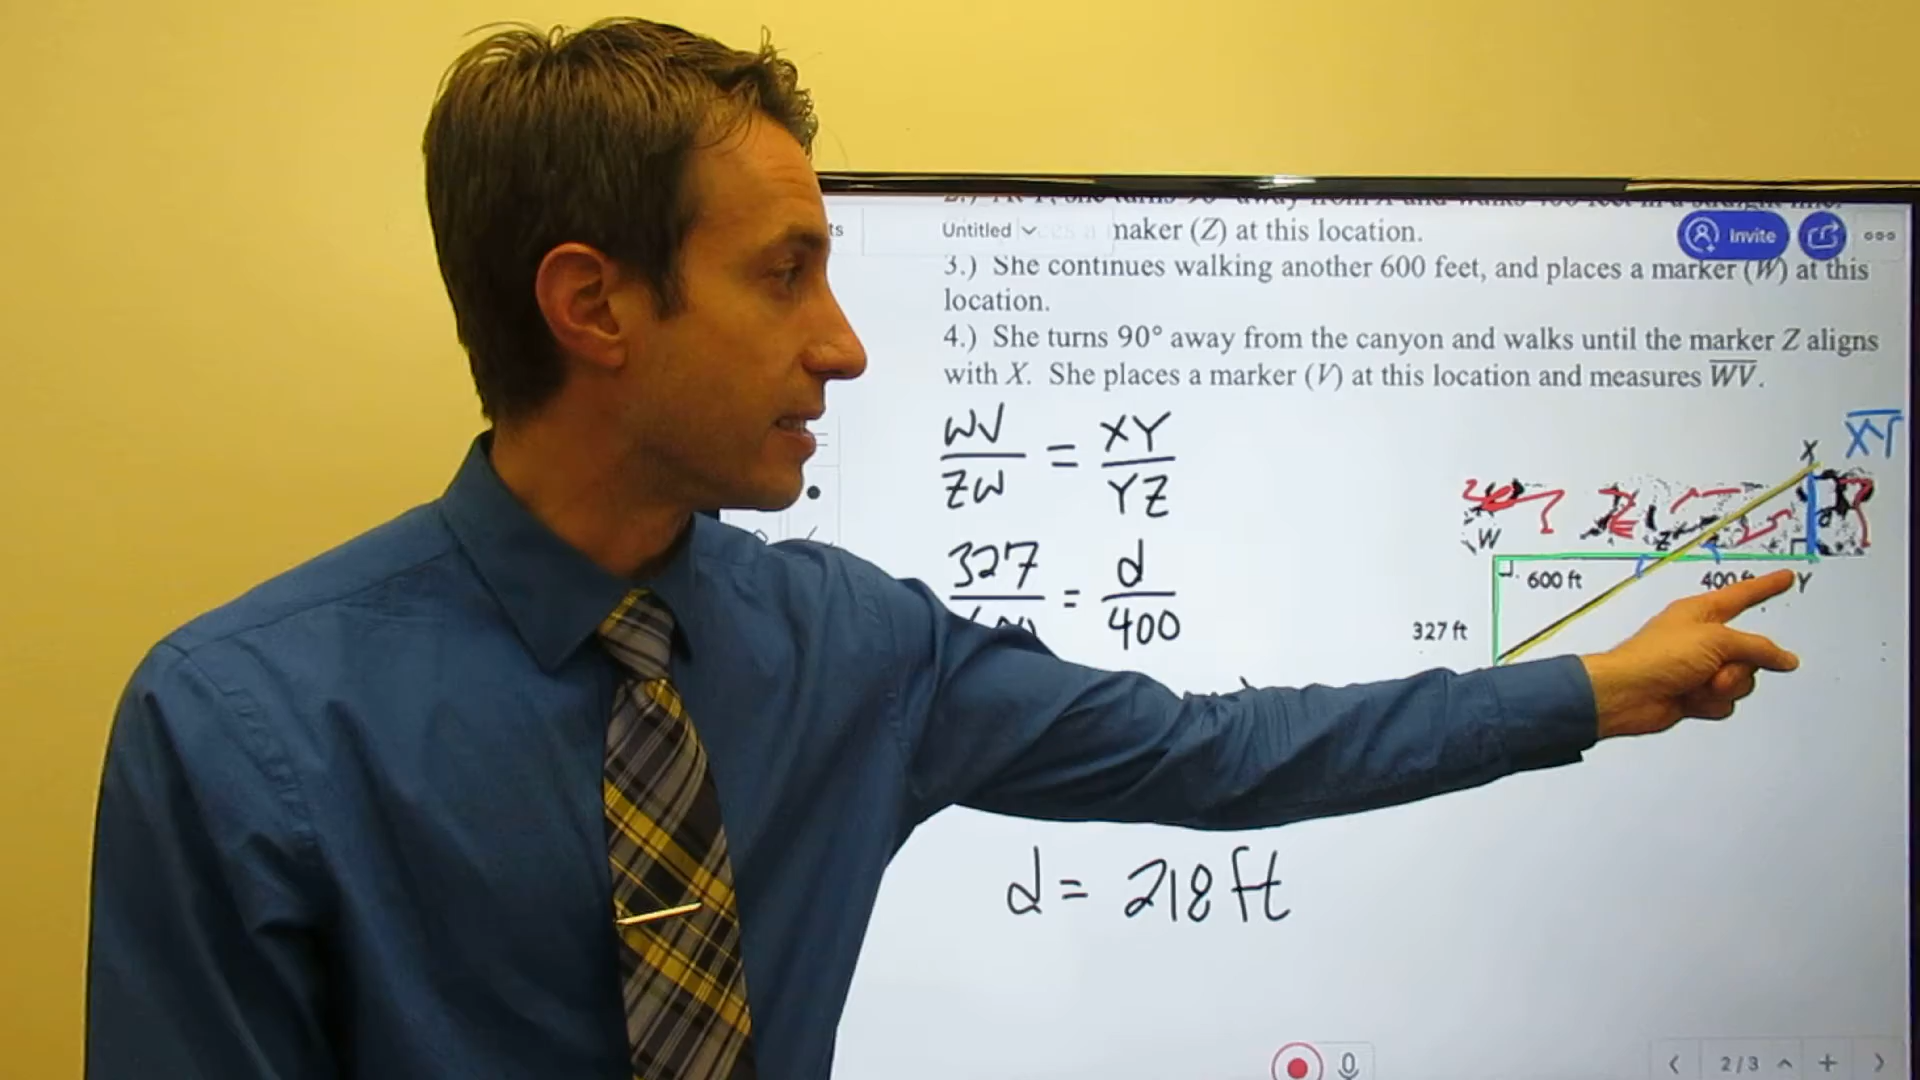 ts
Untitled
maker (Z) at this location.
Invite
3.) She continues walking another 600 feet, and places a marker (W) at this
location.
4.) She turns 90° away from the canyon and walks until the marker Z aligns
with X. She places a marker (V) at this location and measures WV.
WV/ZW = XY/YZ
XY
X
d
W
Z
Y
600 ft
400 ft
327 ft
327/600 = d/400
d = 218 ft
2/3